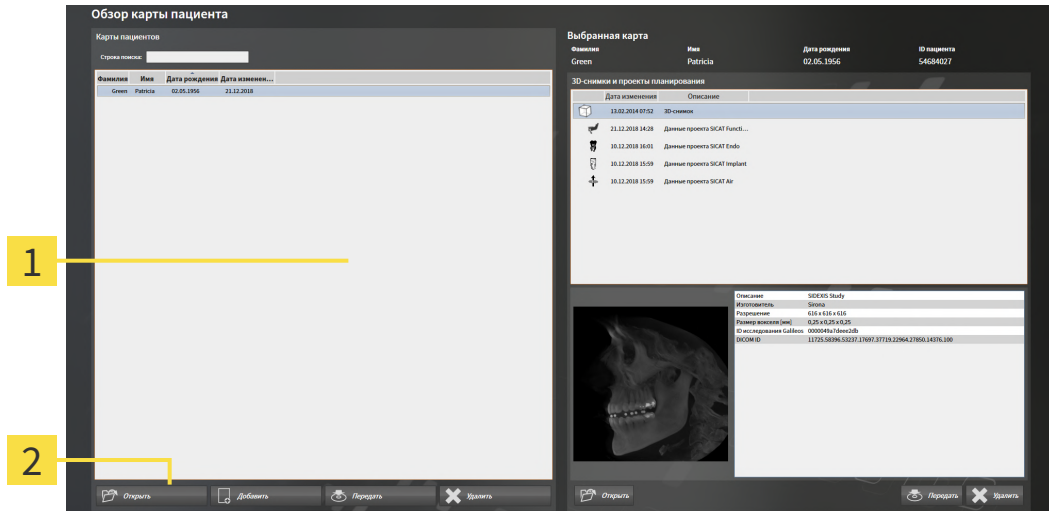 Обзор карты пациента
Карты пациентов
Строка поиска:
Фамилия Имя Дата рождения Дата изменен...
Green Patricia 02.05.1956 21.12.2018
1
2
Открыть Добавить Передать Удалить
Выбранная карта
Фамилия Имя Дата рождения ID пациента
Green Patricia 02.05.1956 54684027
3D-снимки и проекты планирования
Дата изменения Описание
13.02.2014 07:52 3D-снимок
21.12.2018 14:28 Данные проекта SICAT Functi...
10.12.2018 16:01 Данные проекта SICAT Endo
10.12.2018 15:59 Данные проекта SICAT Implant
10.12.2018 15:59 Данные проекта SICAT Air
Описание SIDEXIS Study
Изготовитель Sirona
Разрешение 616 x 616 x 616
Размер вокселя [мм] 0,25 x 0,25 x 0,25
ID исследования Galileos 0000049a7deee2db
DICOM ID 11725.58396.53237.17697.37719.22964.27850.14376.100
Открыть Передать Удалить